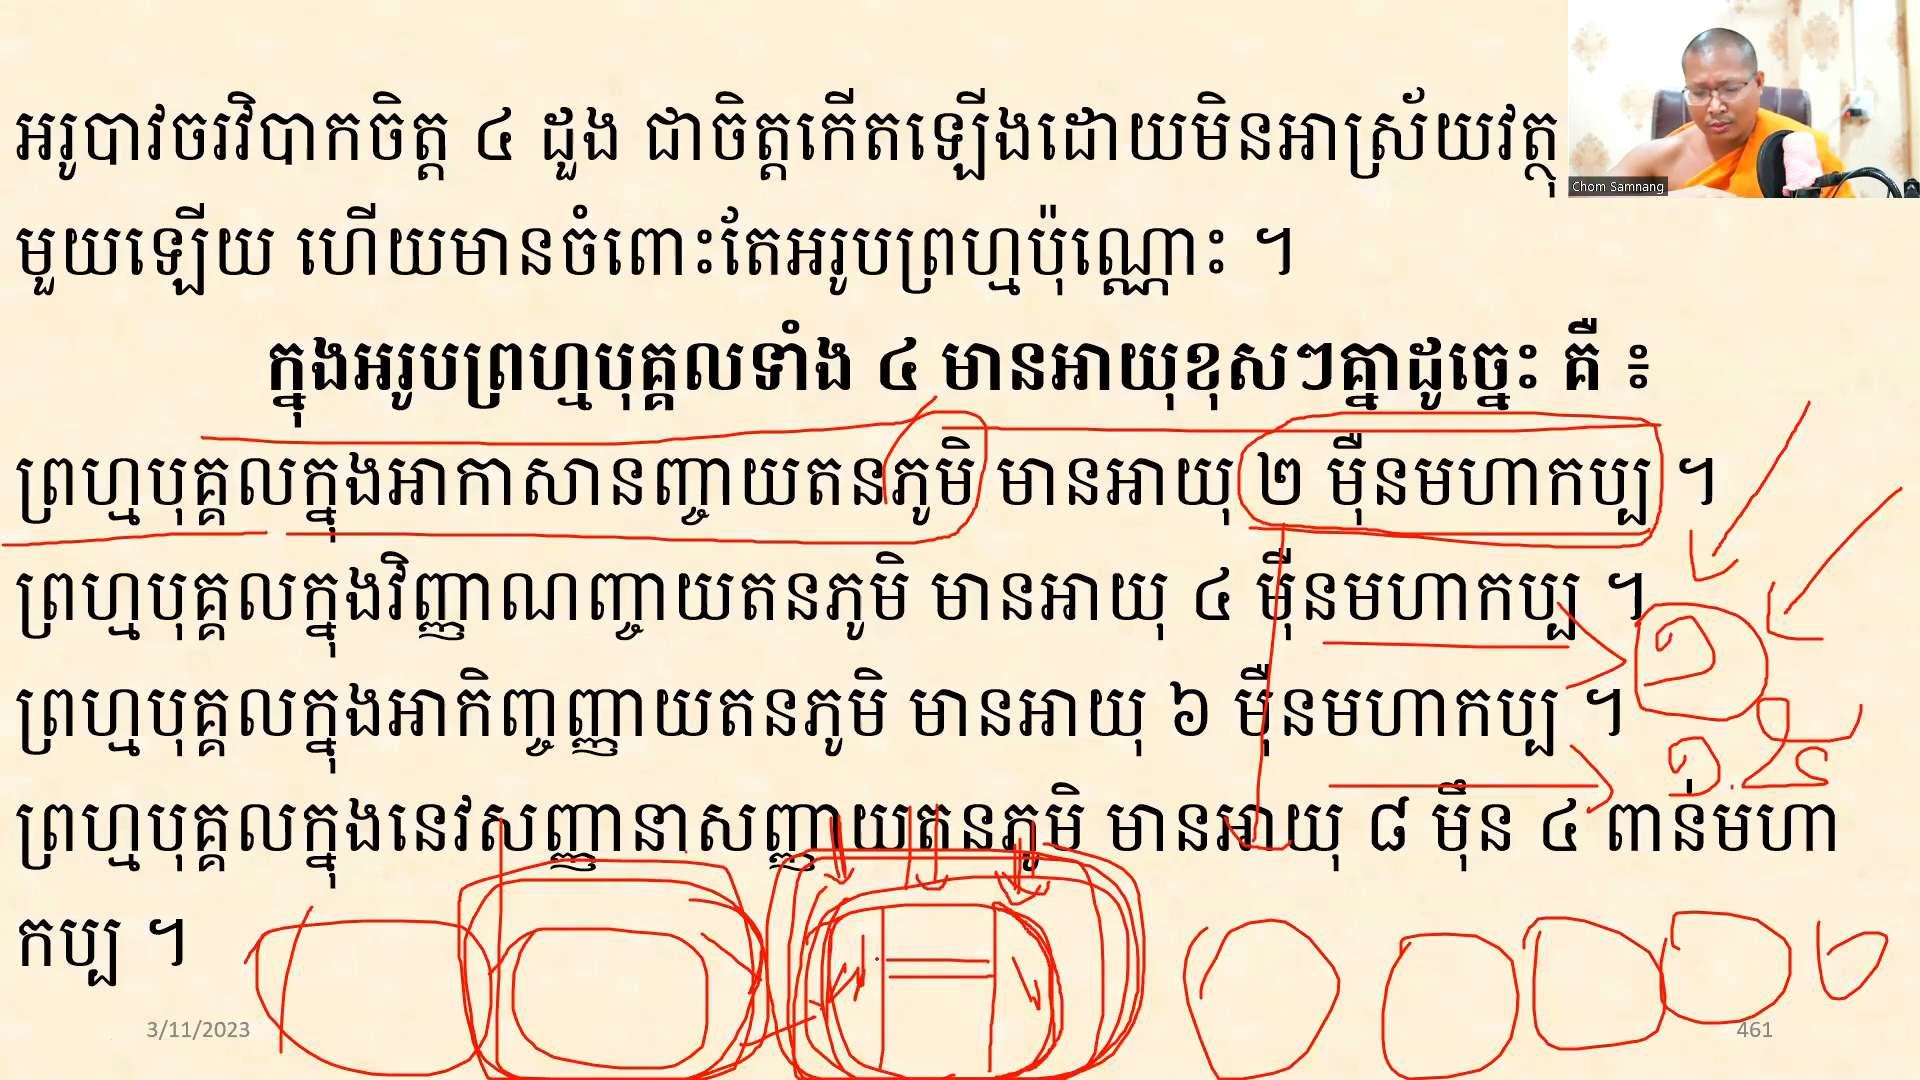 អរូបាវចរវិបាកចិត្ត ៤ ដួង ជាចិត្តកើតឡើងដោយមិនអាស្រ័យវត្ថុ
Chom Samnang
មួយឡើយ ហើយមានចំពោះតែអរូបព្រហ្មប៉ុណ្ណោះ ។
ក្នុងអរូបព្រហ្មបុគ្គលទាំង ៤ មានអាយុខុសៗគ្នាដូច្នេះ គឺ ៖
ព្រហ្មបុគ្គលក្នុងអាកាសានញ្ចាយតនភូមិ មានអាយុ ២ ម៉ឺនមហាកប្ប ។
ព្រហ្មបុគ្គលក្នុងវិញ្ញាណញ្ចាយតនភូមិ មានអាយុ ៤ ម៉ឺនមហាកប្ប ។
ព្រហ្មបុគ្គលក្នុងអាកិញ្ចញ្ញាយតនភូមិ មានអាយុ ៦ ម៉ឺនមហាកប្ប ។
ព្រហ្មបុគ្គលក្នុងនេវសញ្ញានាសញ្ញាយតនភូមិ មានអាយុ ៨ ម៉ឺន ៤ ពាន់មហា
កប្ប ។
3/11/2023
461